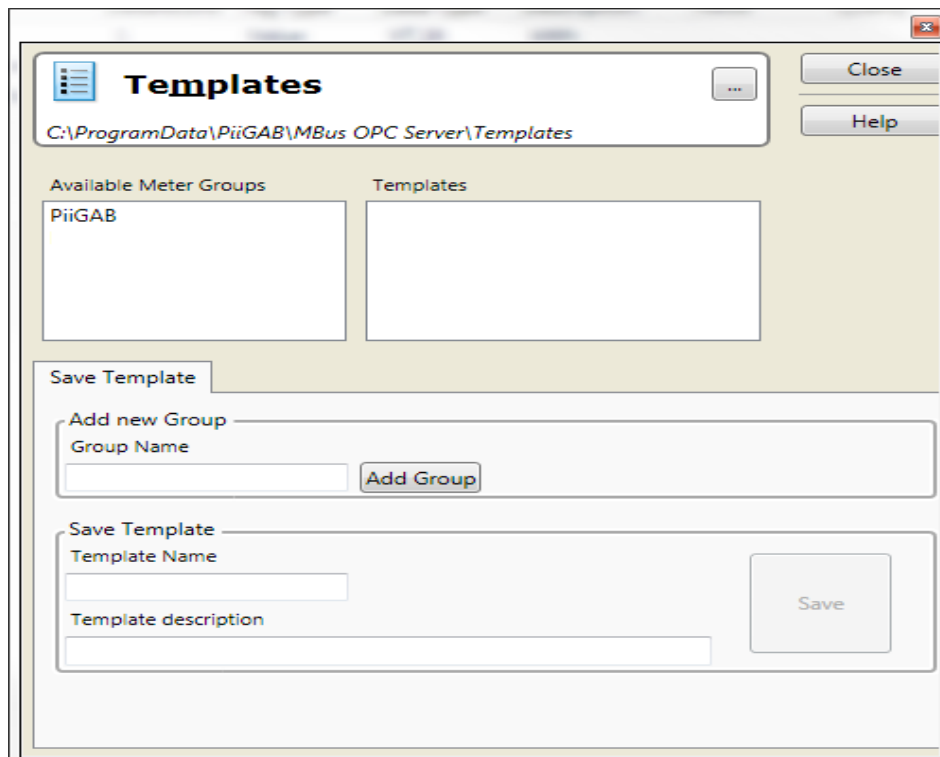 Templates
...
C:\ProgramData\PiiGAB\MBus OPC Server\Templates
Close
Help
Available Meter Groups
Templates
PiiGAB
Save Template
Add new Group
Group Name
Add Group
Save Template
Template Name
Template description
Save